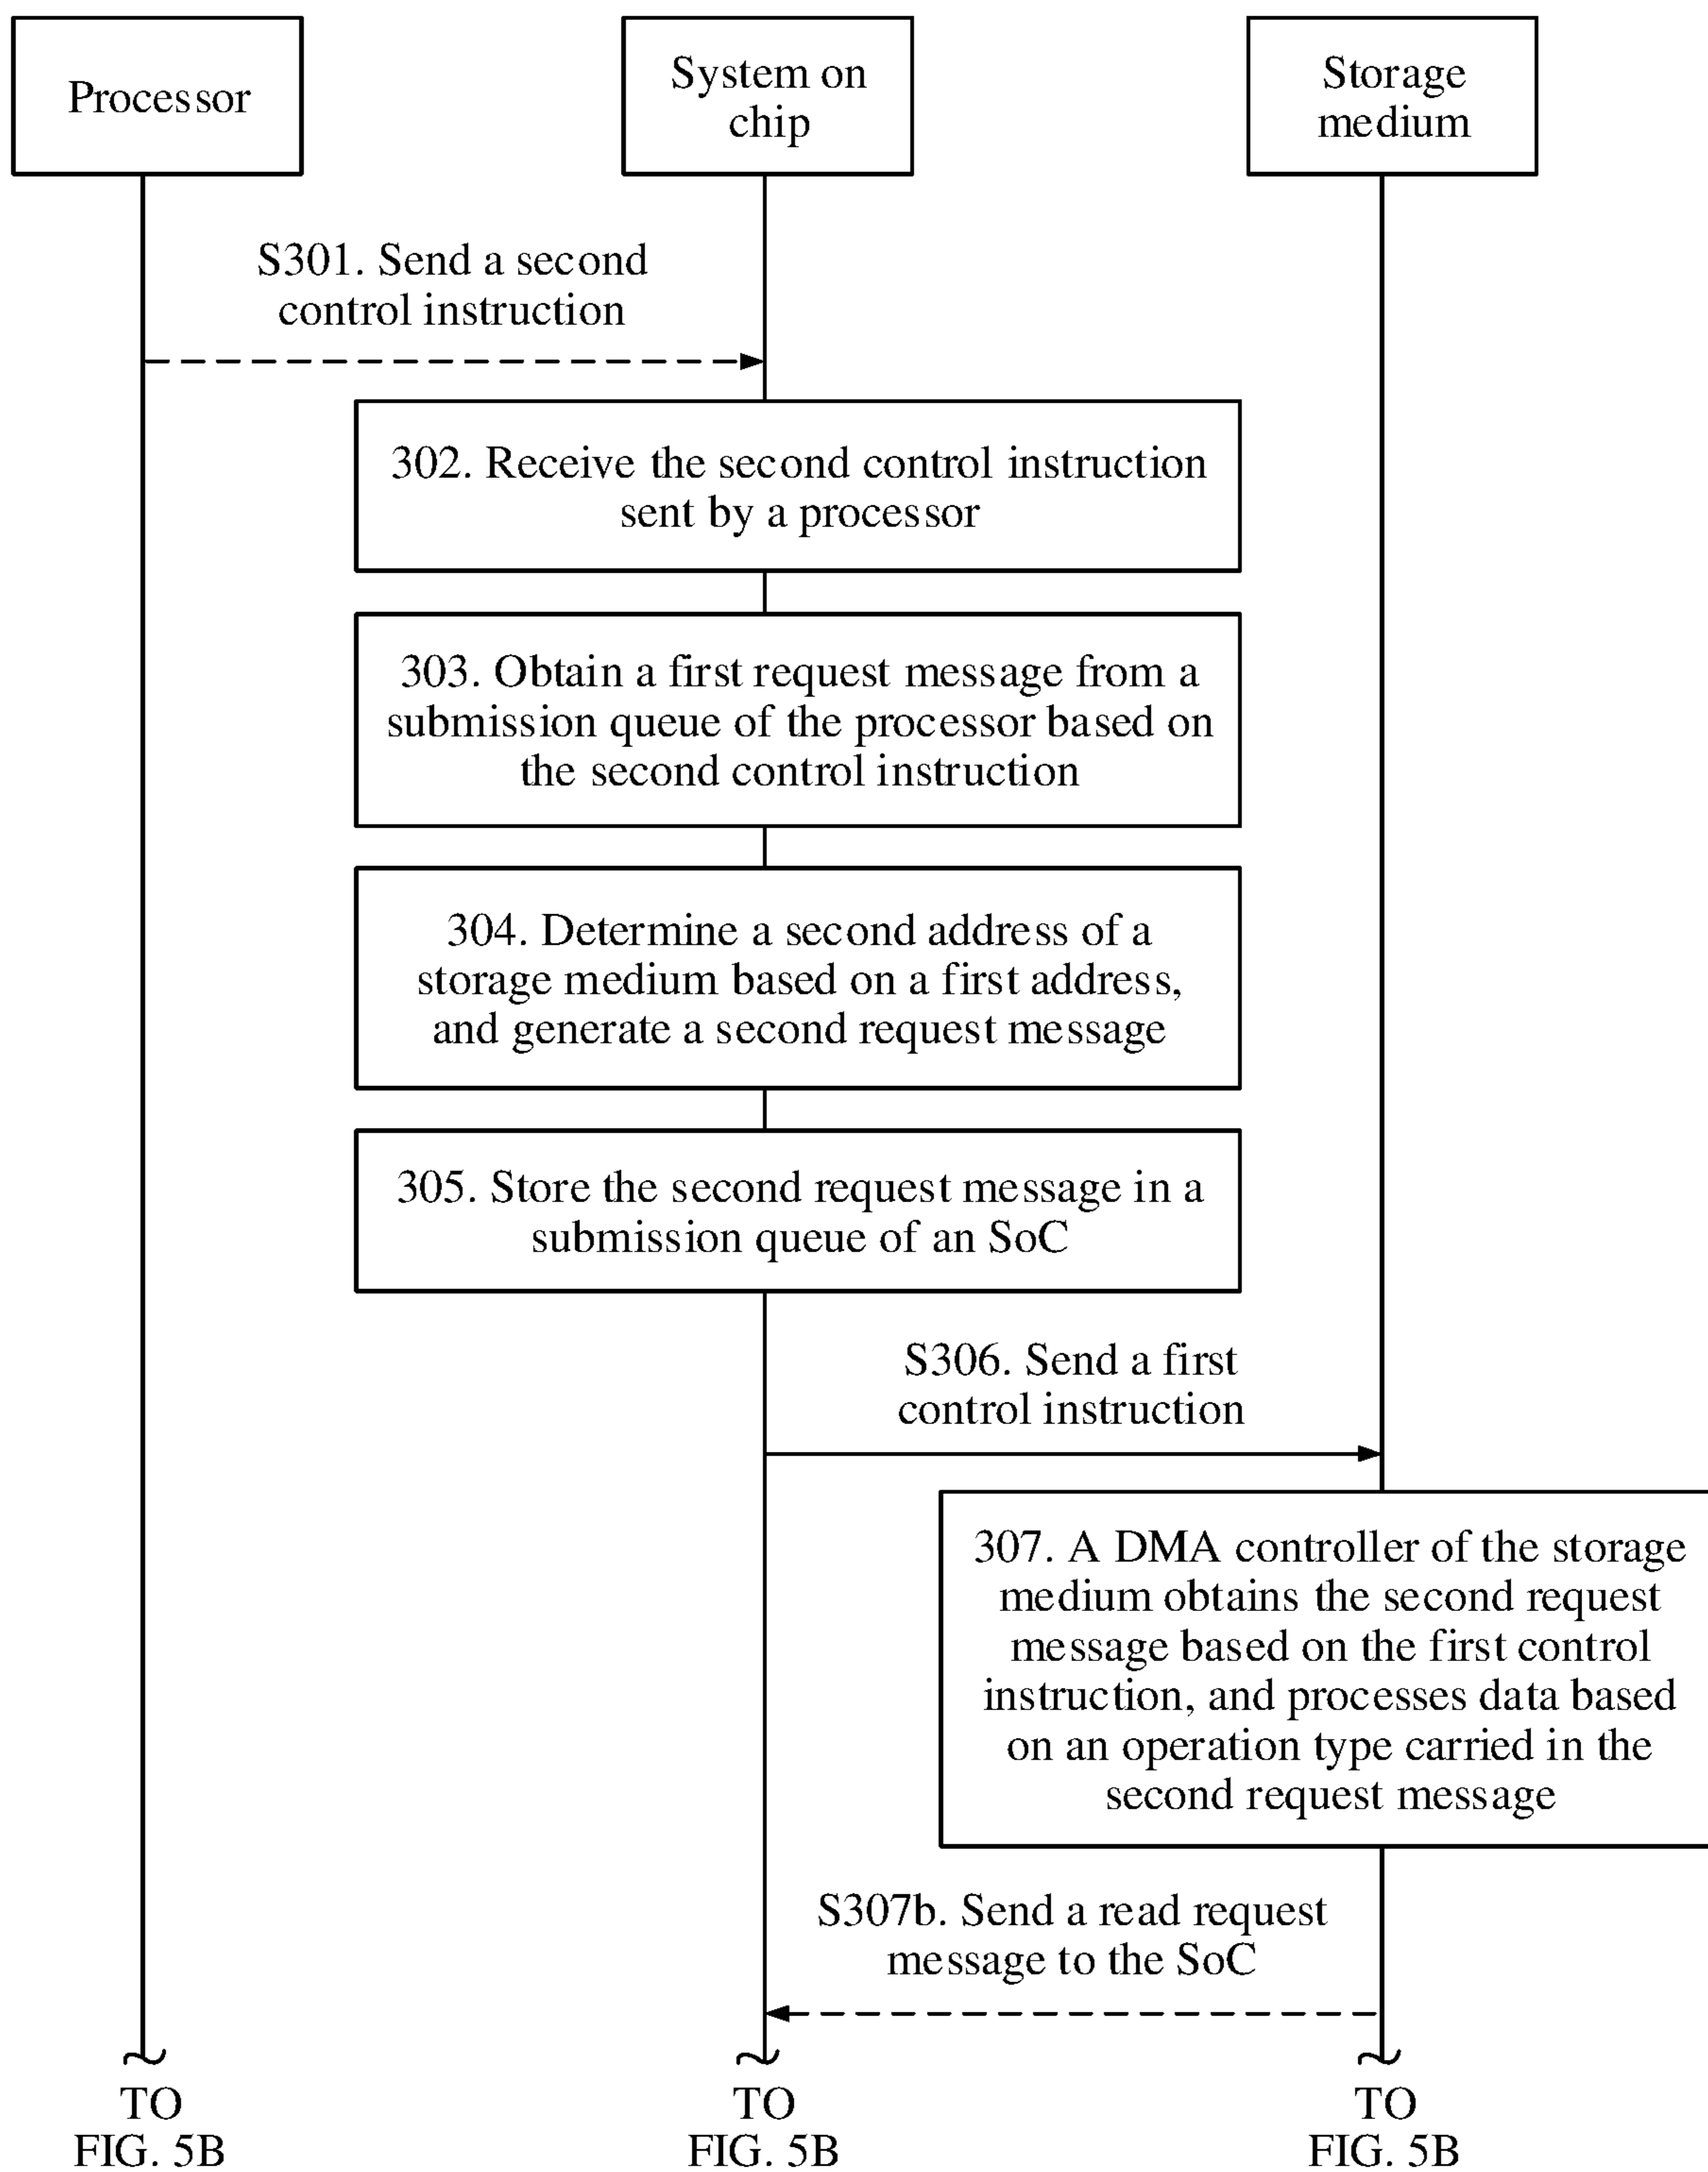 Processor
System on
chip
Storage
medium
S301. Send a second
control instruction
302. Receive the second control instruction
sent by a processor
303. Obtain a first request message from a
submission queue of the processor based on
the second control instruction
304. Determine a second address of a
storage medium based on a first address,
and generate a second request message
305. Store the second request message in a
submission queue of an SoC
S306. Send a first
control instruction
307. A DMA controller of the storage
medium obtains the second request
message based on the first control
instruction, and processes data based
on an operation type carried in the
second request message
S307b. Send a read request
message to the SoC
TO
FIG. 5B
TO
FIG. 5B
TO
FIG. 5B